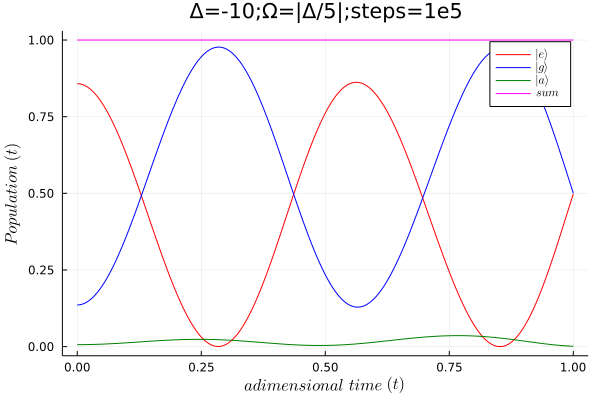 Δ=-10;Ω=|Δ/5|;steps=1e5
|e⟩
|g⟩
|a⟩
sum
Population (t)
1.00
0.75
0.50
0.25
0.00
0.00 0.25 0.50 0.75 1.00
adimensional time (t)